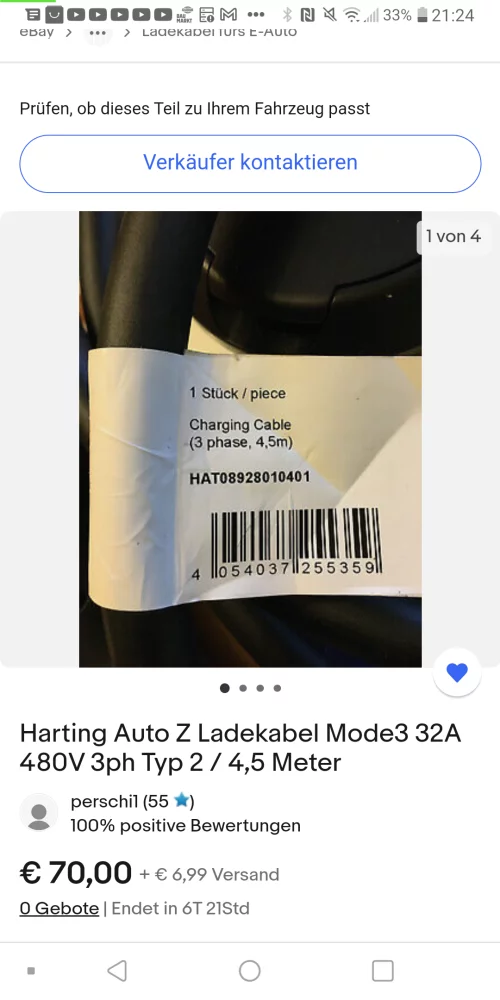 33% 21:24
eBay > ... > Ladekabel fürs E-Auto
Prüfen, ob dieses Teil zu Ihrem Fahrzeug passt
Verkäufer kontaktieren
1 von 4
1 Stück / piece
Charging Cable
(3 phase, 4,5m)
HAT08928010401
4 054037 255359
Harting Auto Z Ladekabel Mode3 32A
480V 3ph Typ 2 / 4,5 Meter
perschi1 (55 )
100% positive Bewertungen
€ 70,00 + € 6,99 Versand
0 Gebote | Endet in 6T 21Std